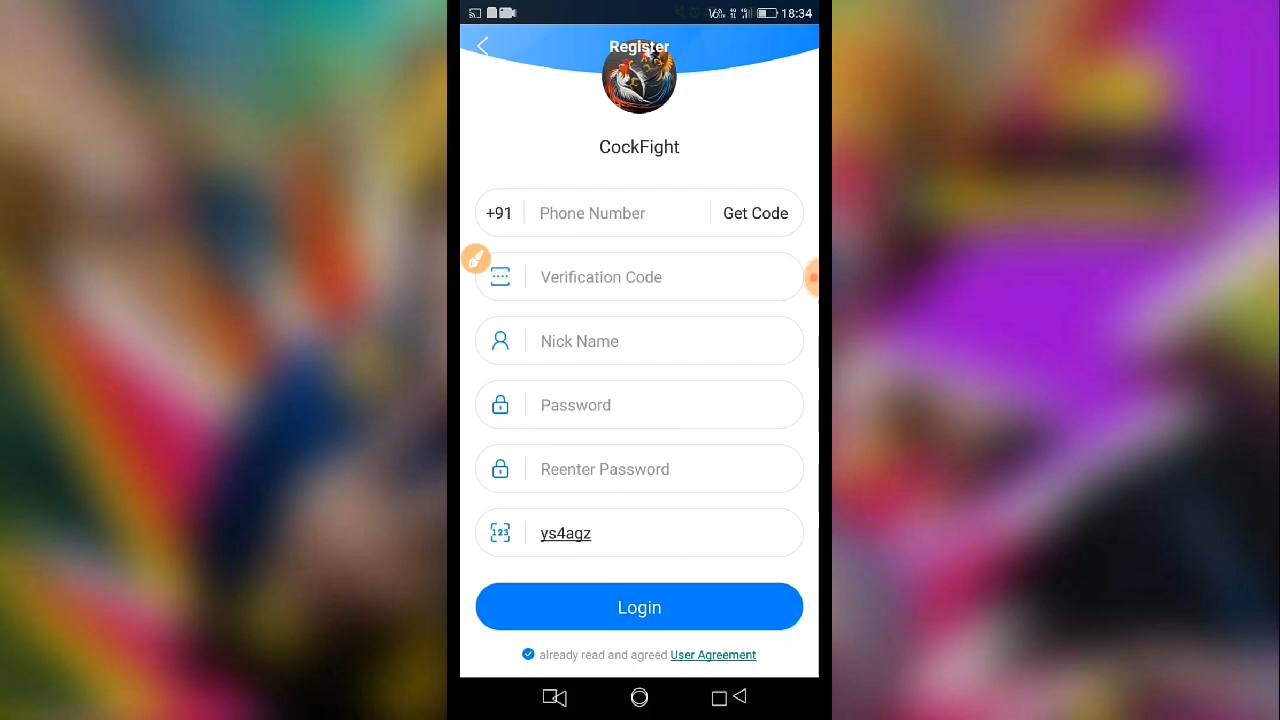 18:34
Register
CockFight
+91 Phone Number Get Code
Verification Code
Nick Name
Password
Reenter Password
123 ys4agz
Login
already read and agreed User Agreement